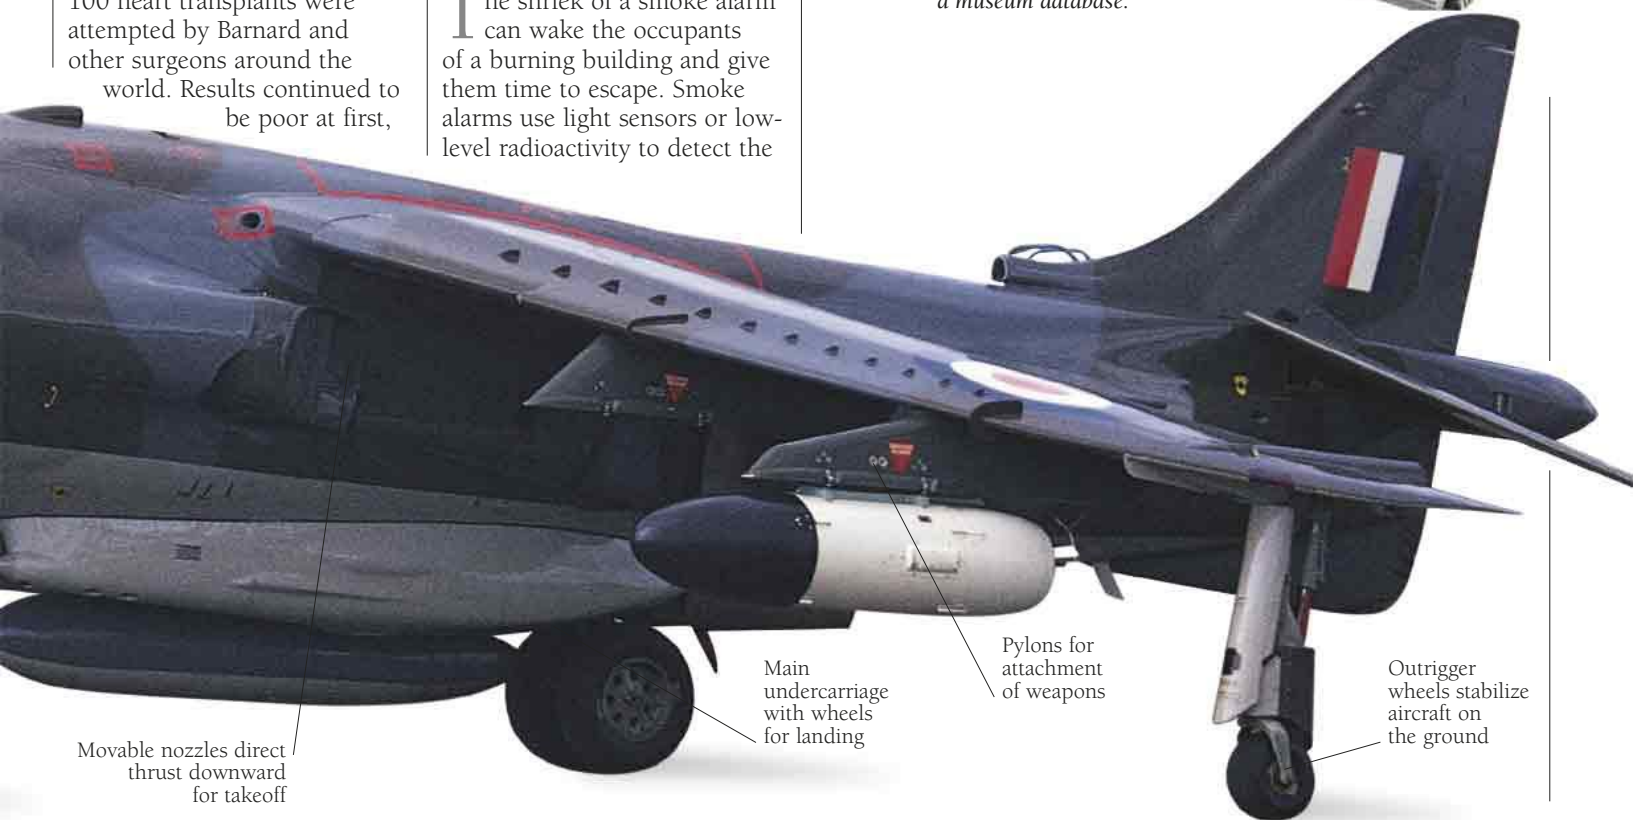 100 heart transplants were
attempted by Barnard and
other surgeons around the
world. Results continued to
be poor at first,
The shriek of a smoke alarm
can wake the occupants
of a burning building and give
them time to escape. Smoke
alarms use light sensors or low-
level radioactivity to detect the
a museum database.
Movable nozzles direct
thrust downward
for takeoff
Main
undercarriage
with wheels
for landing
Pylons for
attachment
of weapons
Outrigger
wheels stabilize
aircraft on
the ground